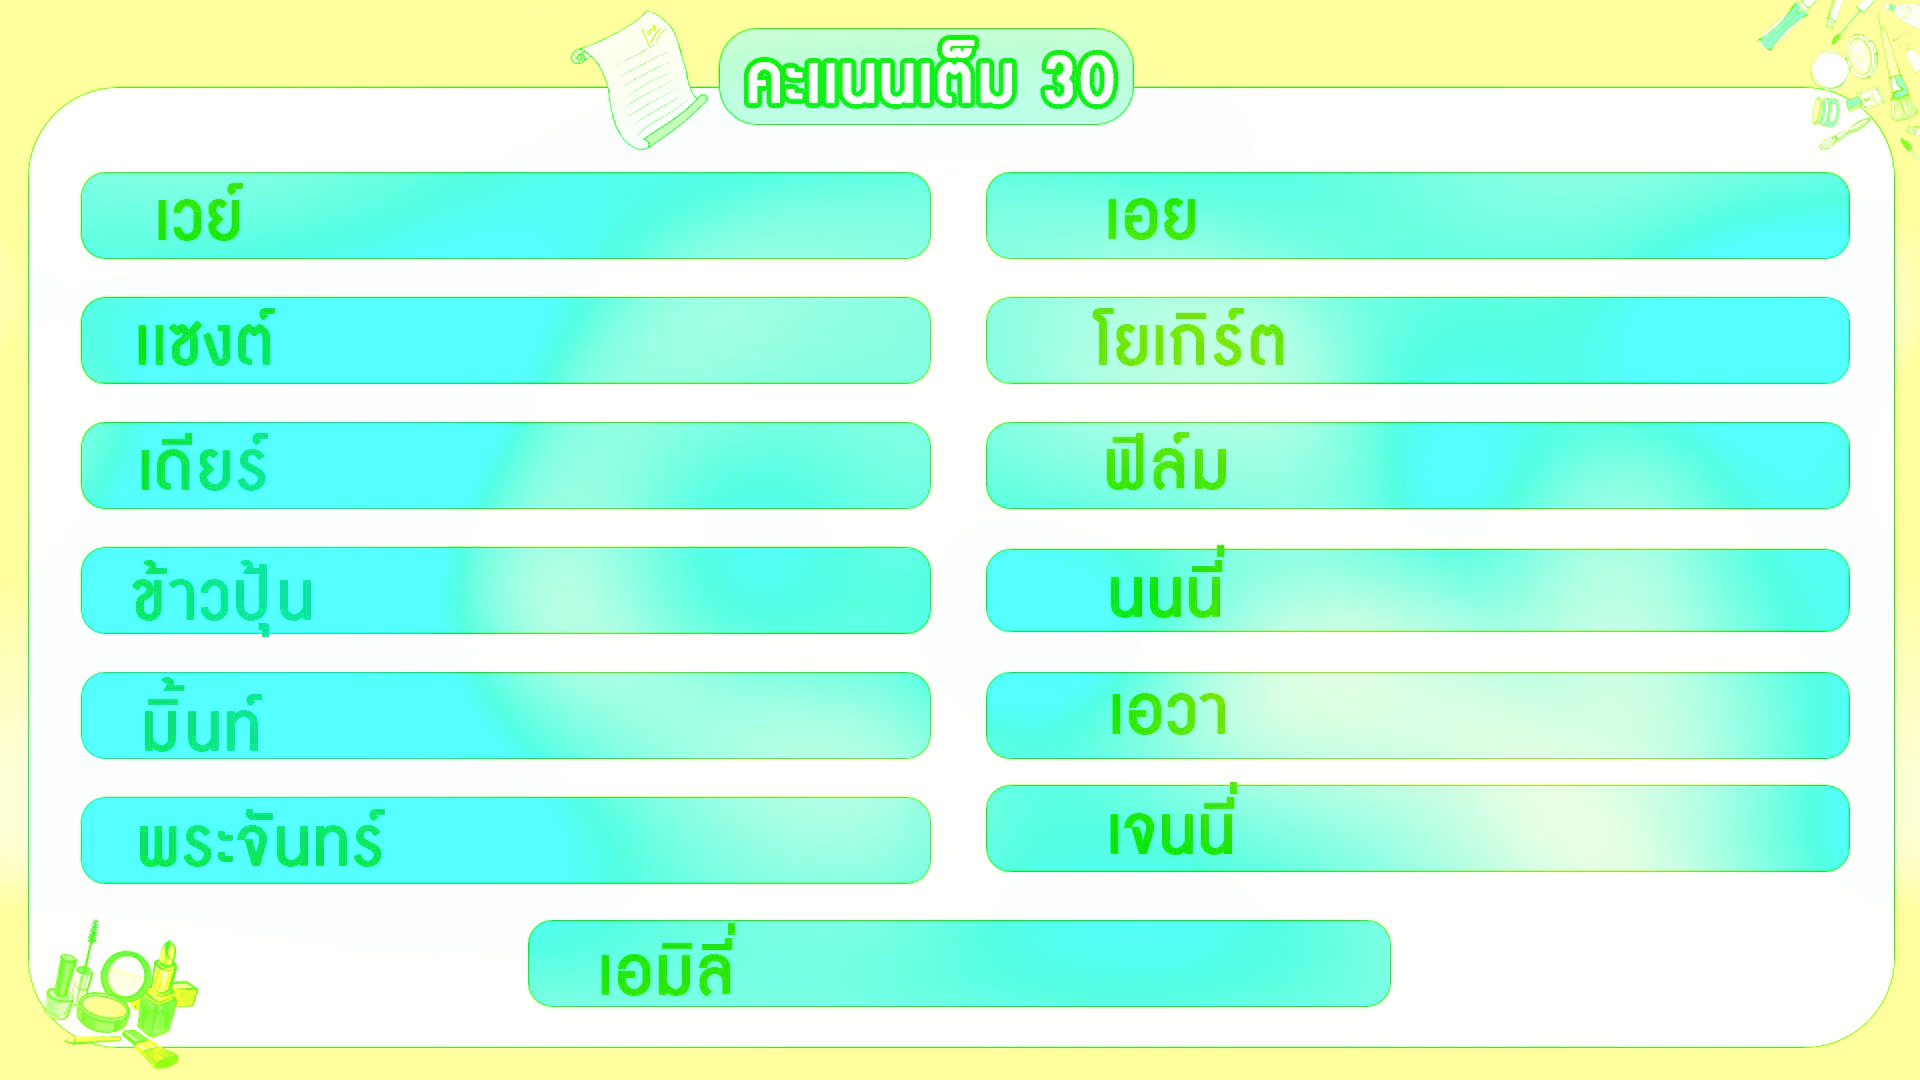 คะแนนเต็ม 30
เวย์
เอย
แซงต์
โยเกิร์ต
เดียร์
ฟิล์ม
ข้าวปุ้น
นนนี่
มิ้นท์
เอวา
พระจันทร์
เจนนี่
เอมิลี่